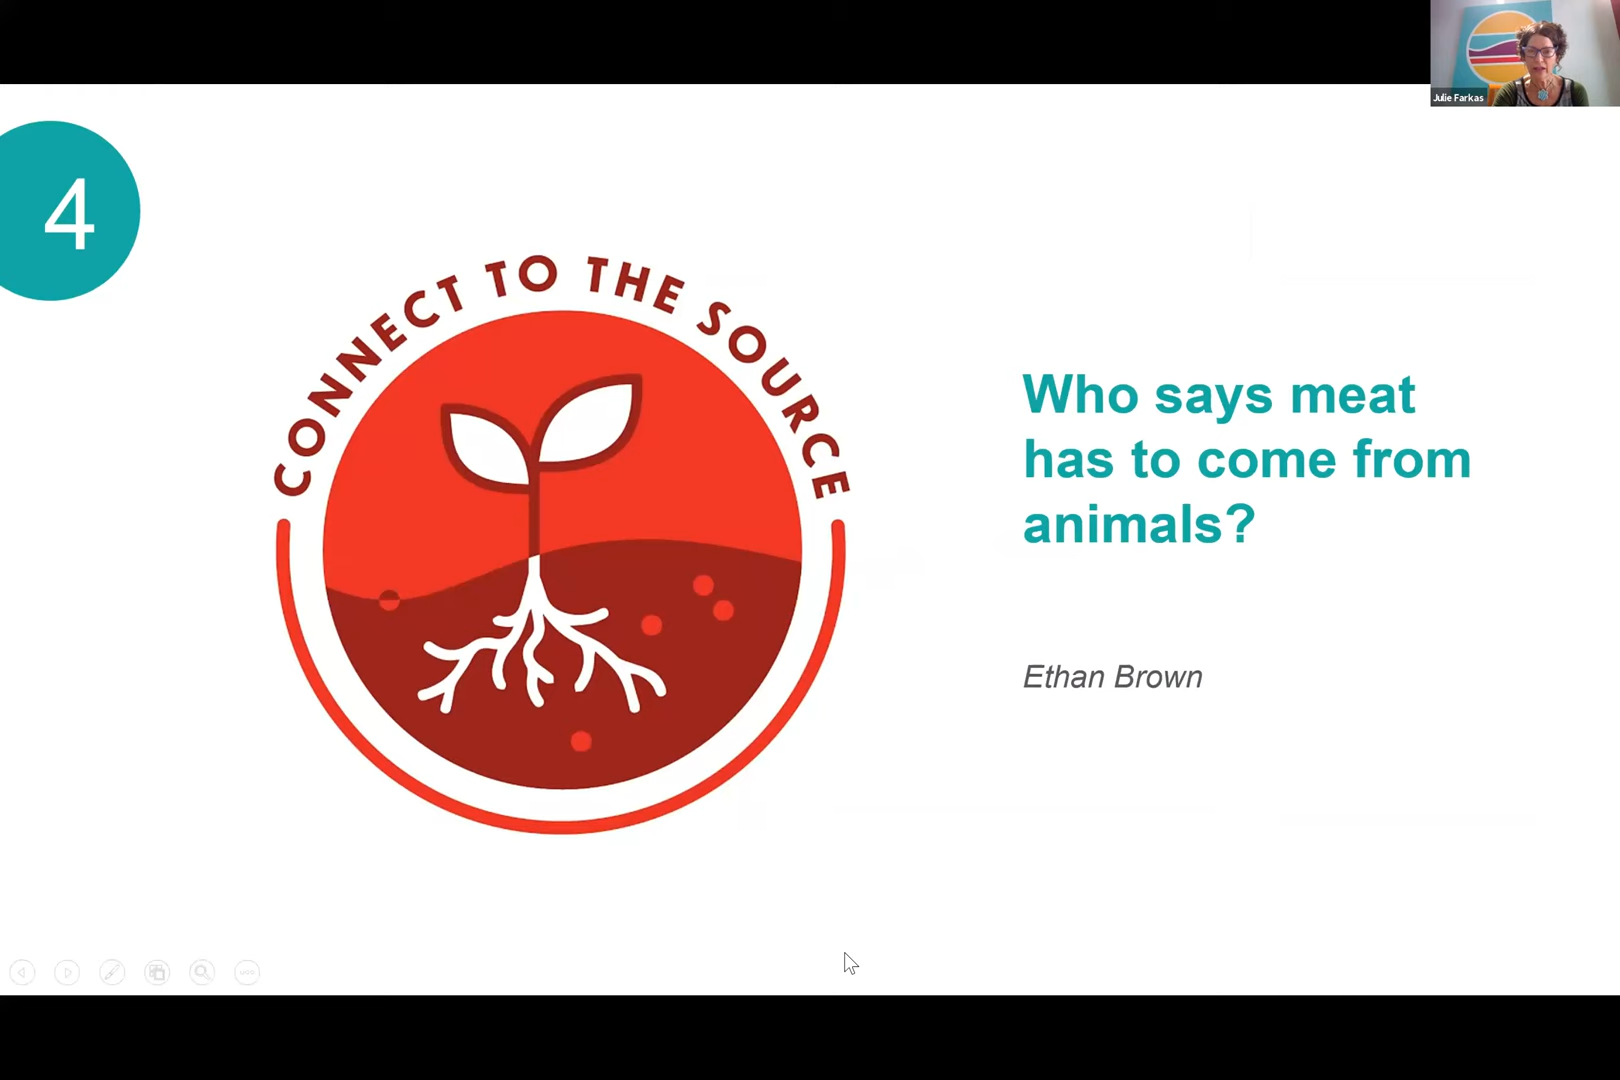 Julie Farkas
4
CONNECT TO THE SOURCE
Who says meat
has to come from
animals?
Ethan Brown